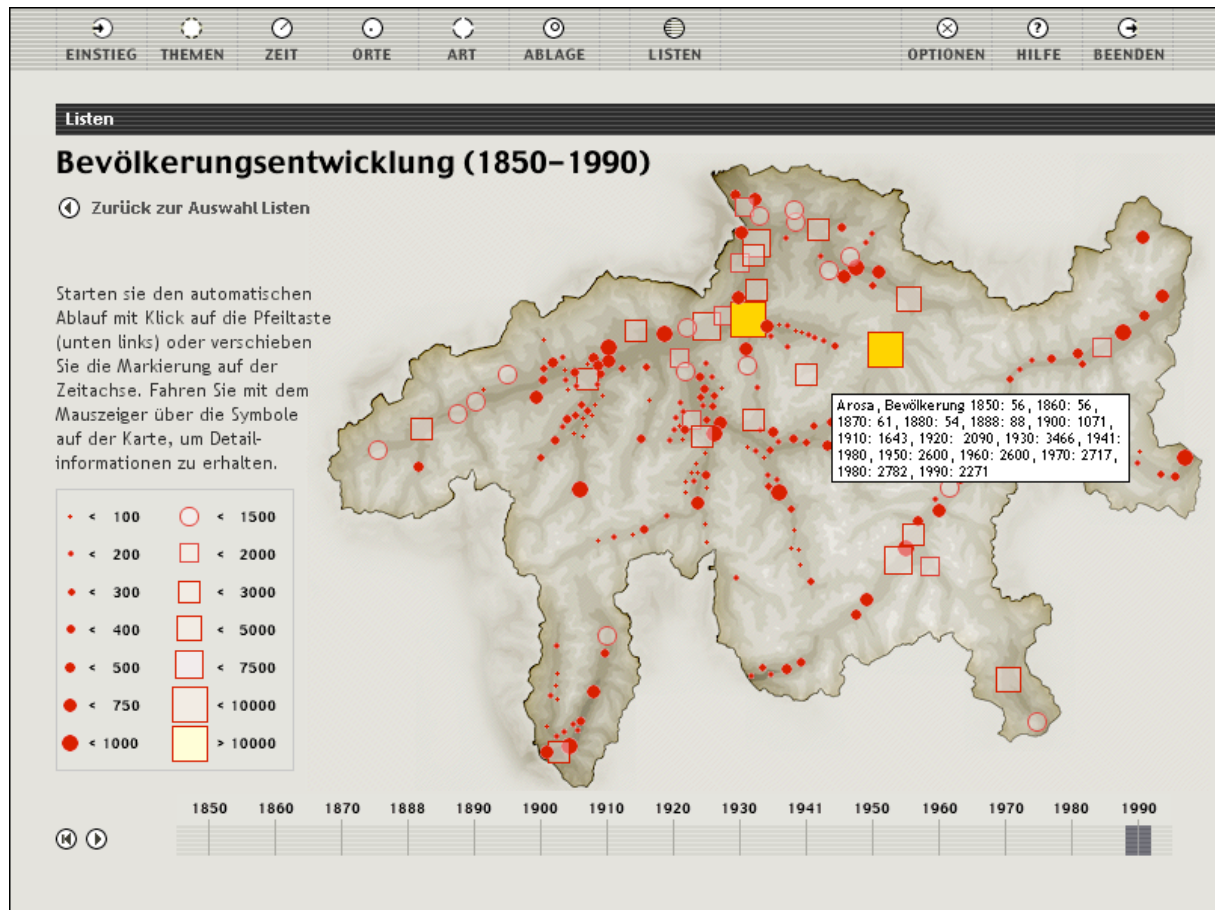 EINSTIEG THEMEN ZEIT ORTE ART ABLAGE LISTEN OPTIONEN HILFE BEENDEN
Listen
Bevölkerungsentwicklung (1850–1990)
Zurück zur Auswahl Listen
Starten sie den automatischen
Ablauf mit Klick auf die Pfeiltaste
(unten links) oder verschieben
Sie die Markierung auf der
Zeitachse. Fahren Sie mit dem
Mauszeiger über die Symbole
auf der Karte, um Detail-
informationen zu erhalten.
Arosa, Bevölkerung 1850: 56, 1860: 56,
1870: 61, 1880: 54, 1888: 88, 1900: 1071,
1910: 1643, 1920: 2090, 1930: 3466, 1941:
1980, 1950: 2600, 1960: 2600, 1970: 2717,
1980: 2782, 1990: 2271
< 100 < 1500
< 200 < 2000
< 300 < 3000
< 400 < 5000
< 500 < 7500
< 750 < 10000
< 1000 > 10000
1850 1860 1870 1888 1890 1900 1910 1920 1930 1941 1950 1960 1970 1980 1990